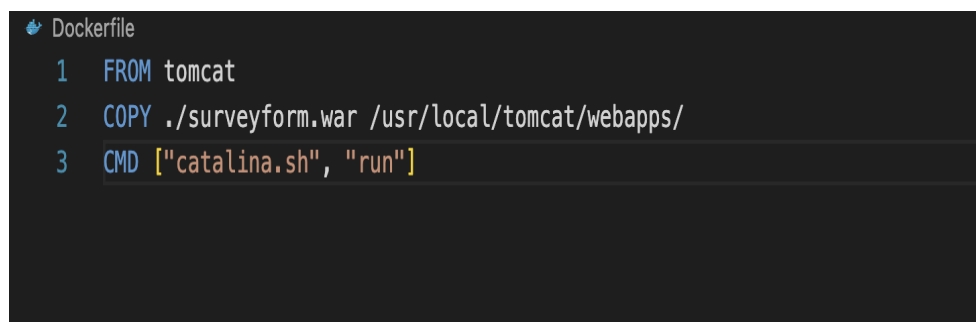 Dockerfile
1 FROM tomcat
2 COPY ./surveyform.war /usr/local/tomcat/webapps/
3 CMD ["catalina.sh", "run"]